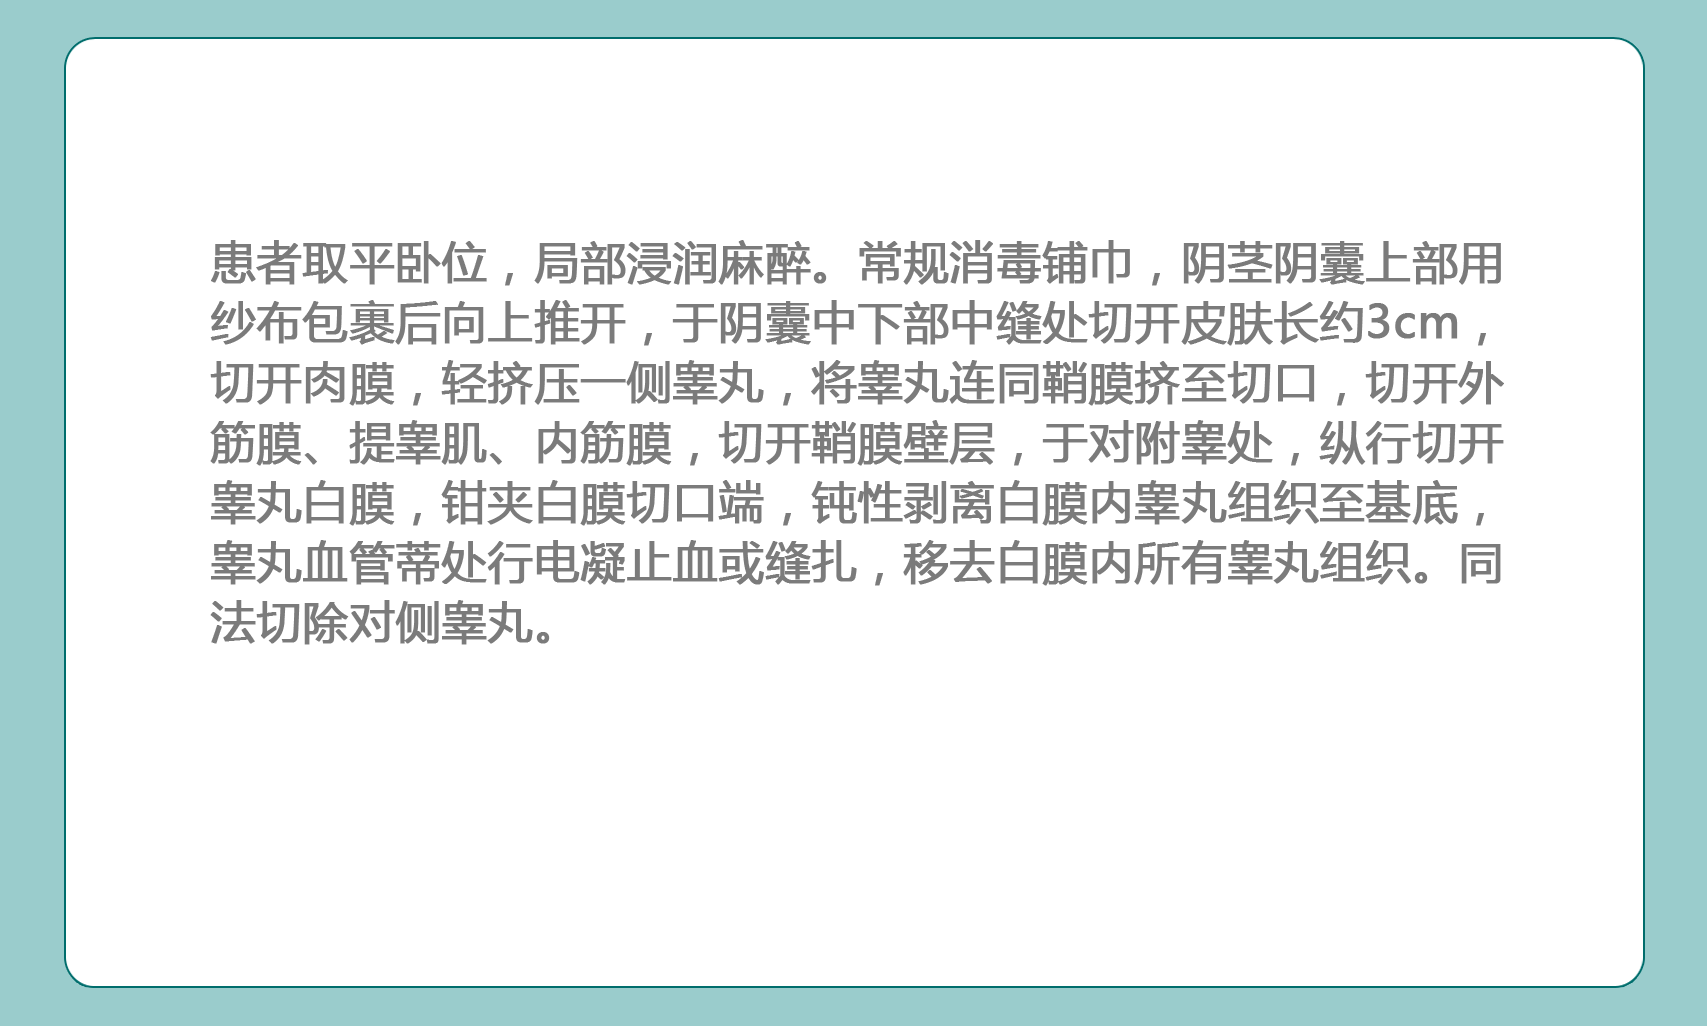 患者取平卧位，局部浸润麻醉。常规消毒铺巾，阴茎阴囊上部用
纱布包裹后向上推开，于阴囊中下部中缝处切开皮肤长约3cm，
切开肉膜，轻挤压一侧睾丸，将睾丸连同鞘膜挤至切口，切开外
筋膜、提睾肌、内筋膜，切开鞘膜壁层，于对附睾处，纵行切开
睾丸白膜，钳夹白膜切口端，钝性剥离白膜内睾丸组织至基底，
睾丸血管蒂处行电凝止血或缝扎，移去白膜内所有睾丸组织。同
法切除对侧睾丸。